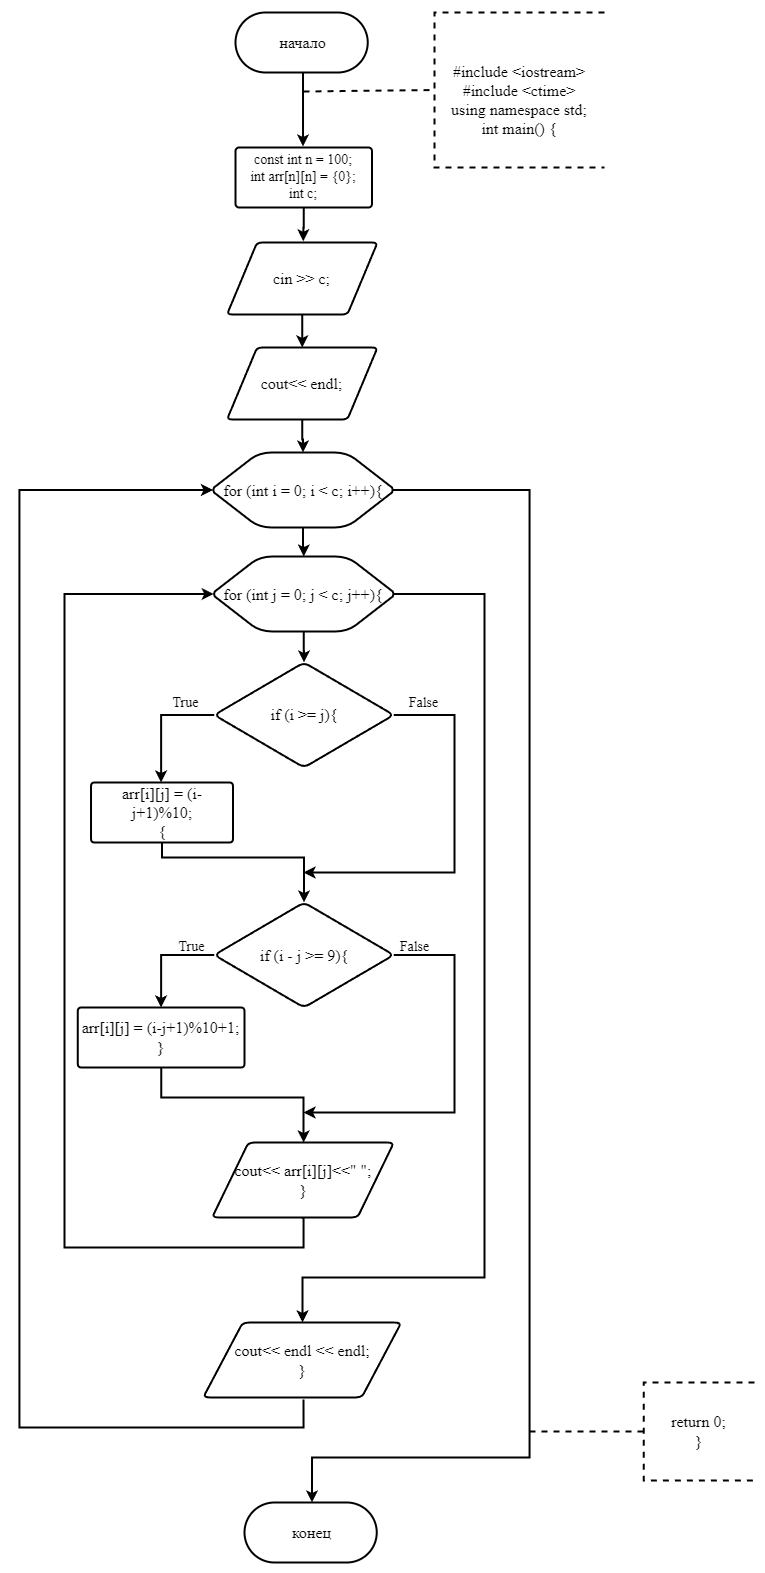 начало
#include <iostream>
#include <ctime>
using namespace std;
int main() {
const int n = 100;
int arr[n][n] = {0};
int c;
cin >> c;
cout<< endl;
for (int i = 0; i < c; i++){
for (int j = 0; j < c; j++){
True
False
if (i >= j){
arr[i][j] = (i-
j+1)%10;
{
True
False
if (i - j >= 9){
arr[i][j] = (i-j+1)%10+1;
}
cout<< arr[i][j]<<" ";
}
cout<< endl << endl;
}
return 0;
}
конец